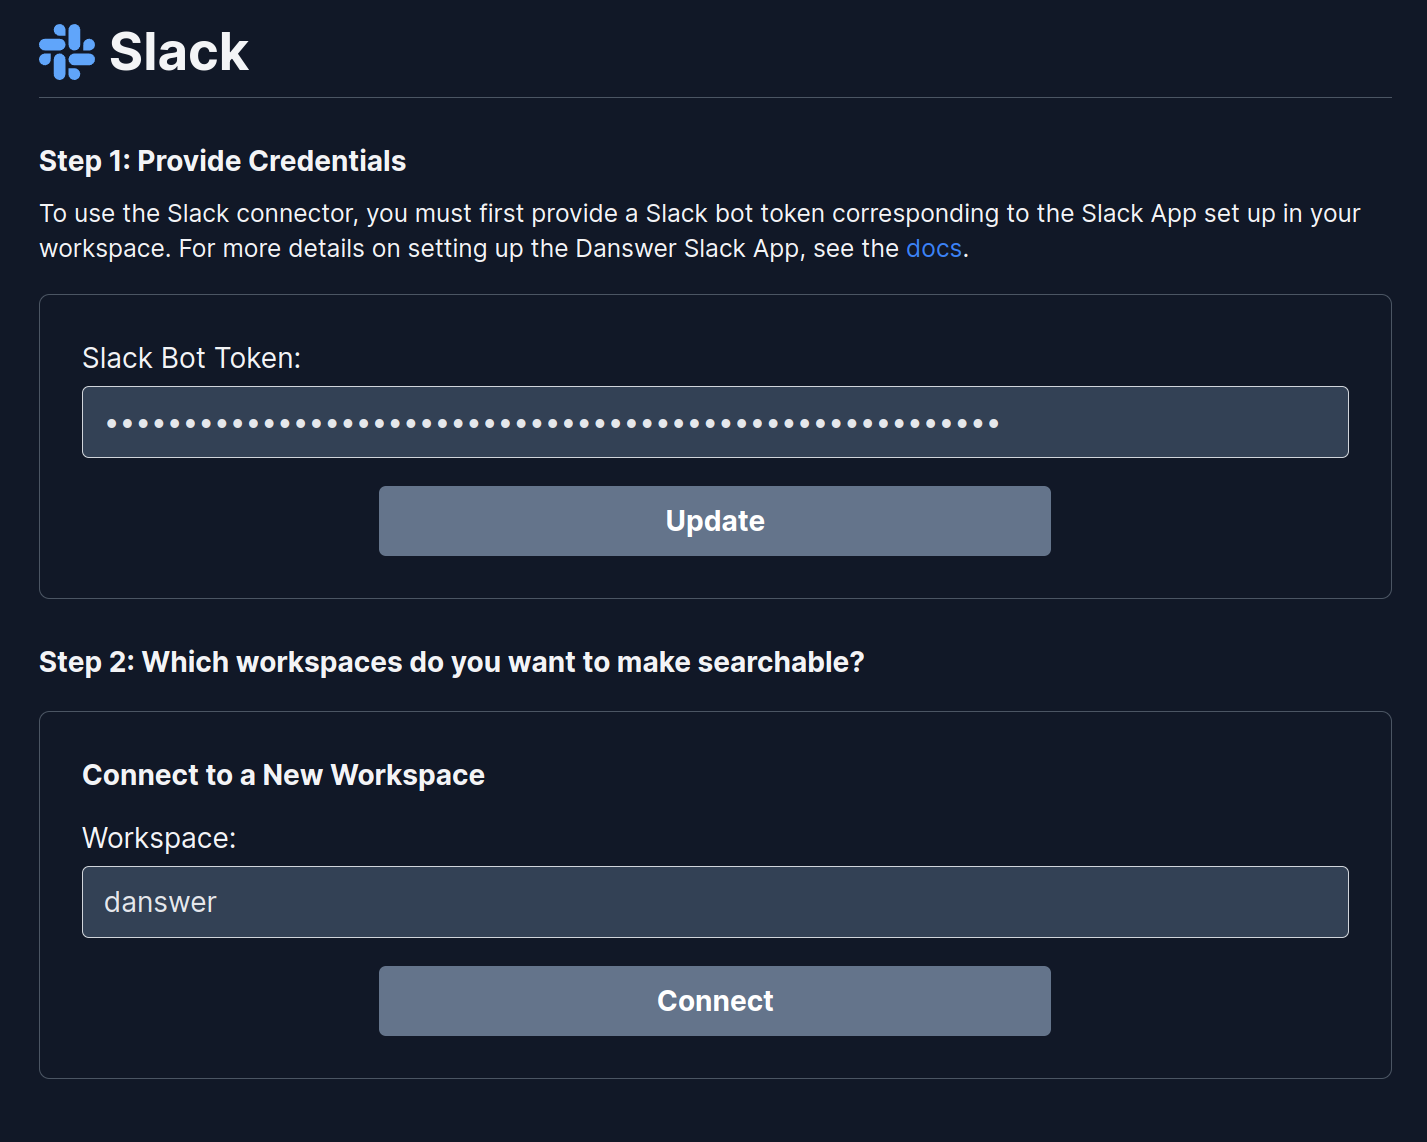 Slack
Step 1: Provide Credentials
To use the Slack connector, you must first provide a Slack bot token corresponding to the Slack App set up in your
workspace. For more details on setting up the Danswer Slack App, see the docs.
Slack Bot Token:
•••••••••••••••••••••••••••••••••••••••••••••••••••••••••
Update
Step 2: Which workspaces do you want to make searchable?
Connect to a New Workspace
Workspace:
danswer
Connect